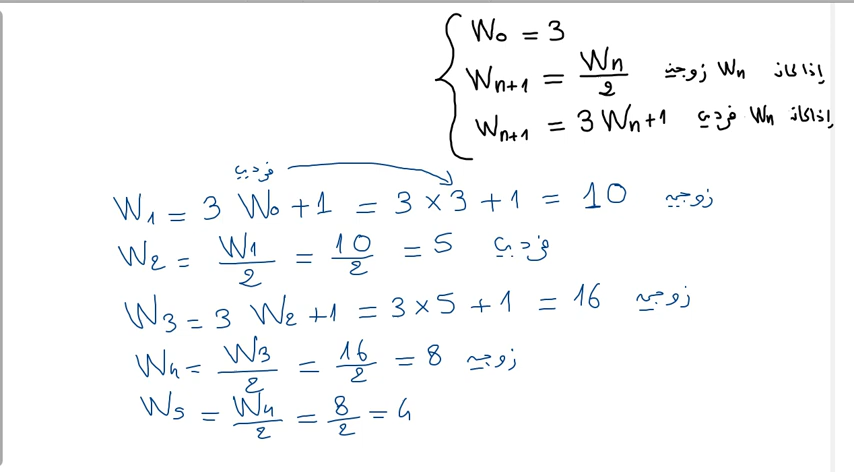 W₀ = 3
Wₙ₊₁ = Wₙ/2 إذا كان Wₙ زوجي
Wₙ₊₁ = 3Wₙ+1 إذا كان Wₙ فردي
فردي
W₁ = 3 W₀ + 1 = 3 × 3 + 1 = 10 زوجي
W₂ = W₁/2 = 10/2 = 5 فردي
W₃ = 3 W₂ + 1 = 3 × 5 + 1 = 16 زوجي
W₄ = W₃/2 = 16/2 = 8 زوجي
W₅ = W₄/2 = 8/2 = 4